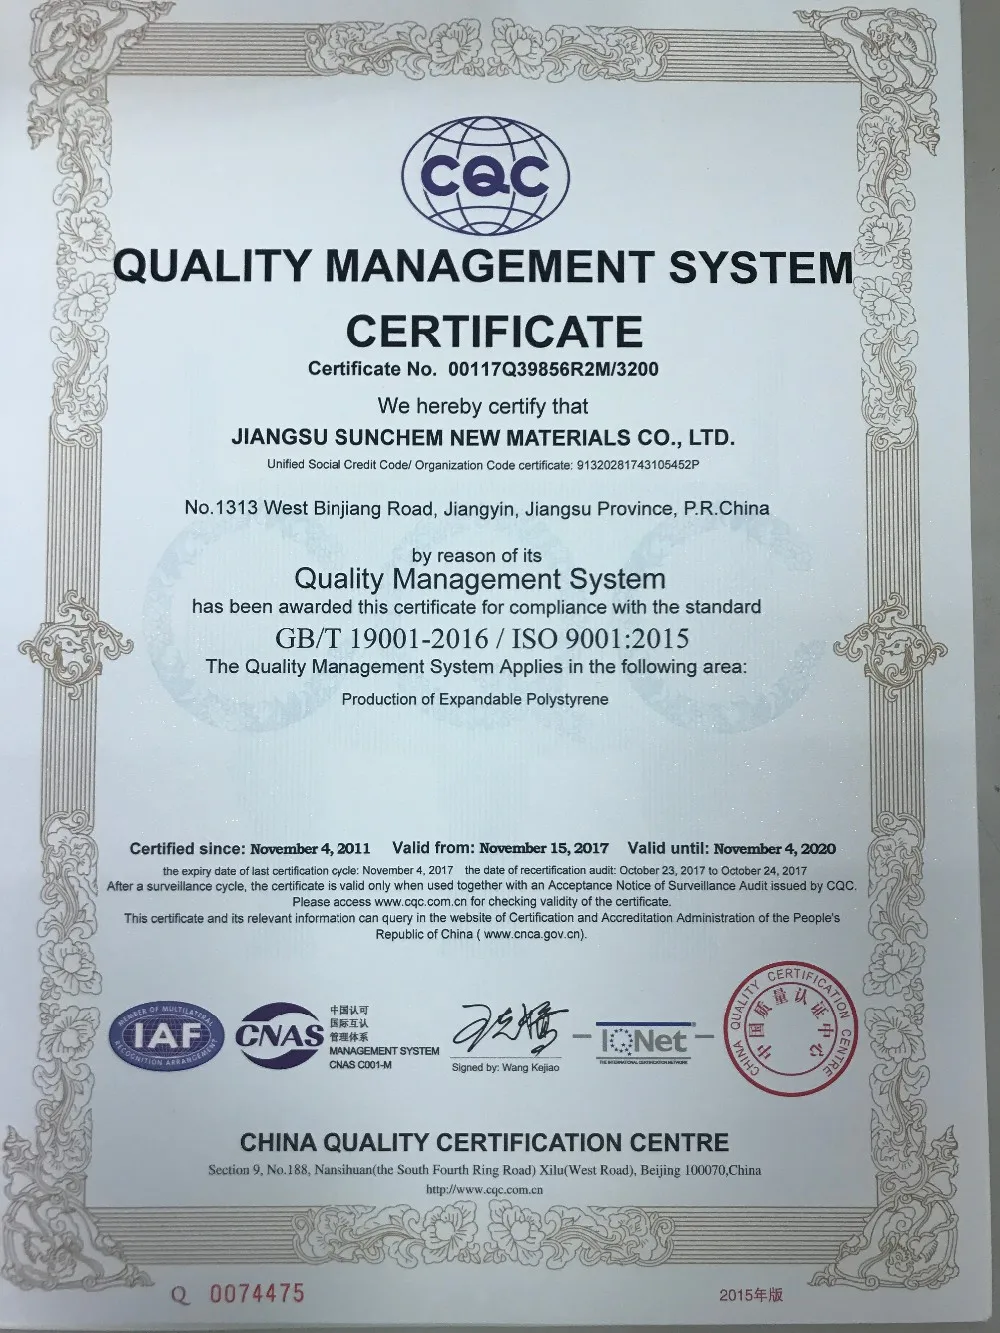 CQC
QUALITY MANAGEMENT SYSTEM
CERTIFICATE
Certificate No. 00117Q39856R2M/3200
We hereby certify that
JIANGSU SUNCHEM NEW MATERIALS CO., LTD.
Unified Social Credit Code/ Organization Code certificate: 91320281743105452P
No.1313 West Binjiang Road, Jiangyin, Jiangsu Province, P.R.China
by reason of its
Quality Management System
has been awarded this certificate for compliance with the standard
GB/T 19001-2016 / ISO 9001:2015
The Quality Management System Applies in the following area:
Production of Expandable Polystyrene
Certified since: November 4, 2011 Valid from: November 15, 2017 Valid until: November 4, 2020
the expiry date of last certification cycle: November 4, 2017 the date of recertification audit: October 23, 2017 to October 24, 2017
After a surveillance cycle, the certificate is valid only when used together with an Acceptance Notice of Surveillance Audit issued by CQC.
Please access www.cqc.com.cn for checking validity of the certificate.
This certificate and its relevant information can query in the website of Certification and Accreditation Administration of the People's
Republic of China ( www.cnca.gov.cn).
MEMBER OF MULTILATERAL
IAF
RECOGNITION ARRANGEMENT
CNAS
中国认可
国际互认
管理体系
MANAGEMENT SYSTEM
CNAS C001-M
王克娇
Signed by: Wang Kejiao
IQNet
THE INTERNATIONAL CERTIFICATION NETWORK
CHINA QUALITY CERTIFICATION CENTRE
中国质量认证中心
CHINA QUALITY CERTIFICATION CENTRE
Section 9, No.188, Nansihuan(the South Fourth Ring Road) Xilu(West Road), Beijing 100070,China
http://www.cqc.com.cn
Q 0074475
2015年版